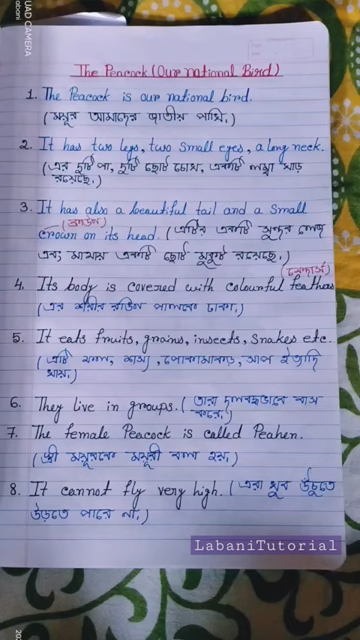 The Peacock (Our national Bird)
1. The Peacock is our national bird.
(ময়ূর আমাদের জাতীয় পাখি।)
2. It has two legs, two small eyes, a long neck.
(এর দুটি পা, দুটি ছোট চোখ, একটি লম্বা ঘাড়
রয়েছে।)
3. It has also a beautiful tail and a small
(ক্রাউন)
crown on its head. (এটির একটি সুন্দর লেজ
এবং মাথায় একটি ছোট মুকুট রয়েছে।)
(ফেদার্স)
4. Its body is covered with colourful feathers
(এর শরীর রঙিন পালকে ঢাকা।)
5. It eats fruits, grains, insects, snakes etc.
(এটি ফল, শস্য, পোকামাকড়, সাপ ইত্যাদি
খায়।)
6. They live in groups. (তারা দলবদ্ধভাবে বাস
করে।)
7. The female Peacock is called Peahen.
(স্ত্রী ময়ূরকে ময়ূরী বলা হয়।)
8. It cannot fly very high. (এরা খুব উঁচুতে
উড়তে পারে না।)
LabaniTutorial